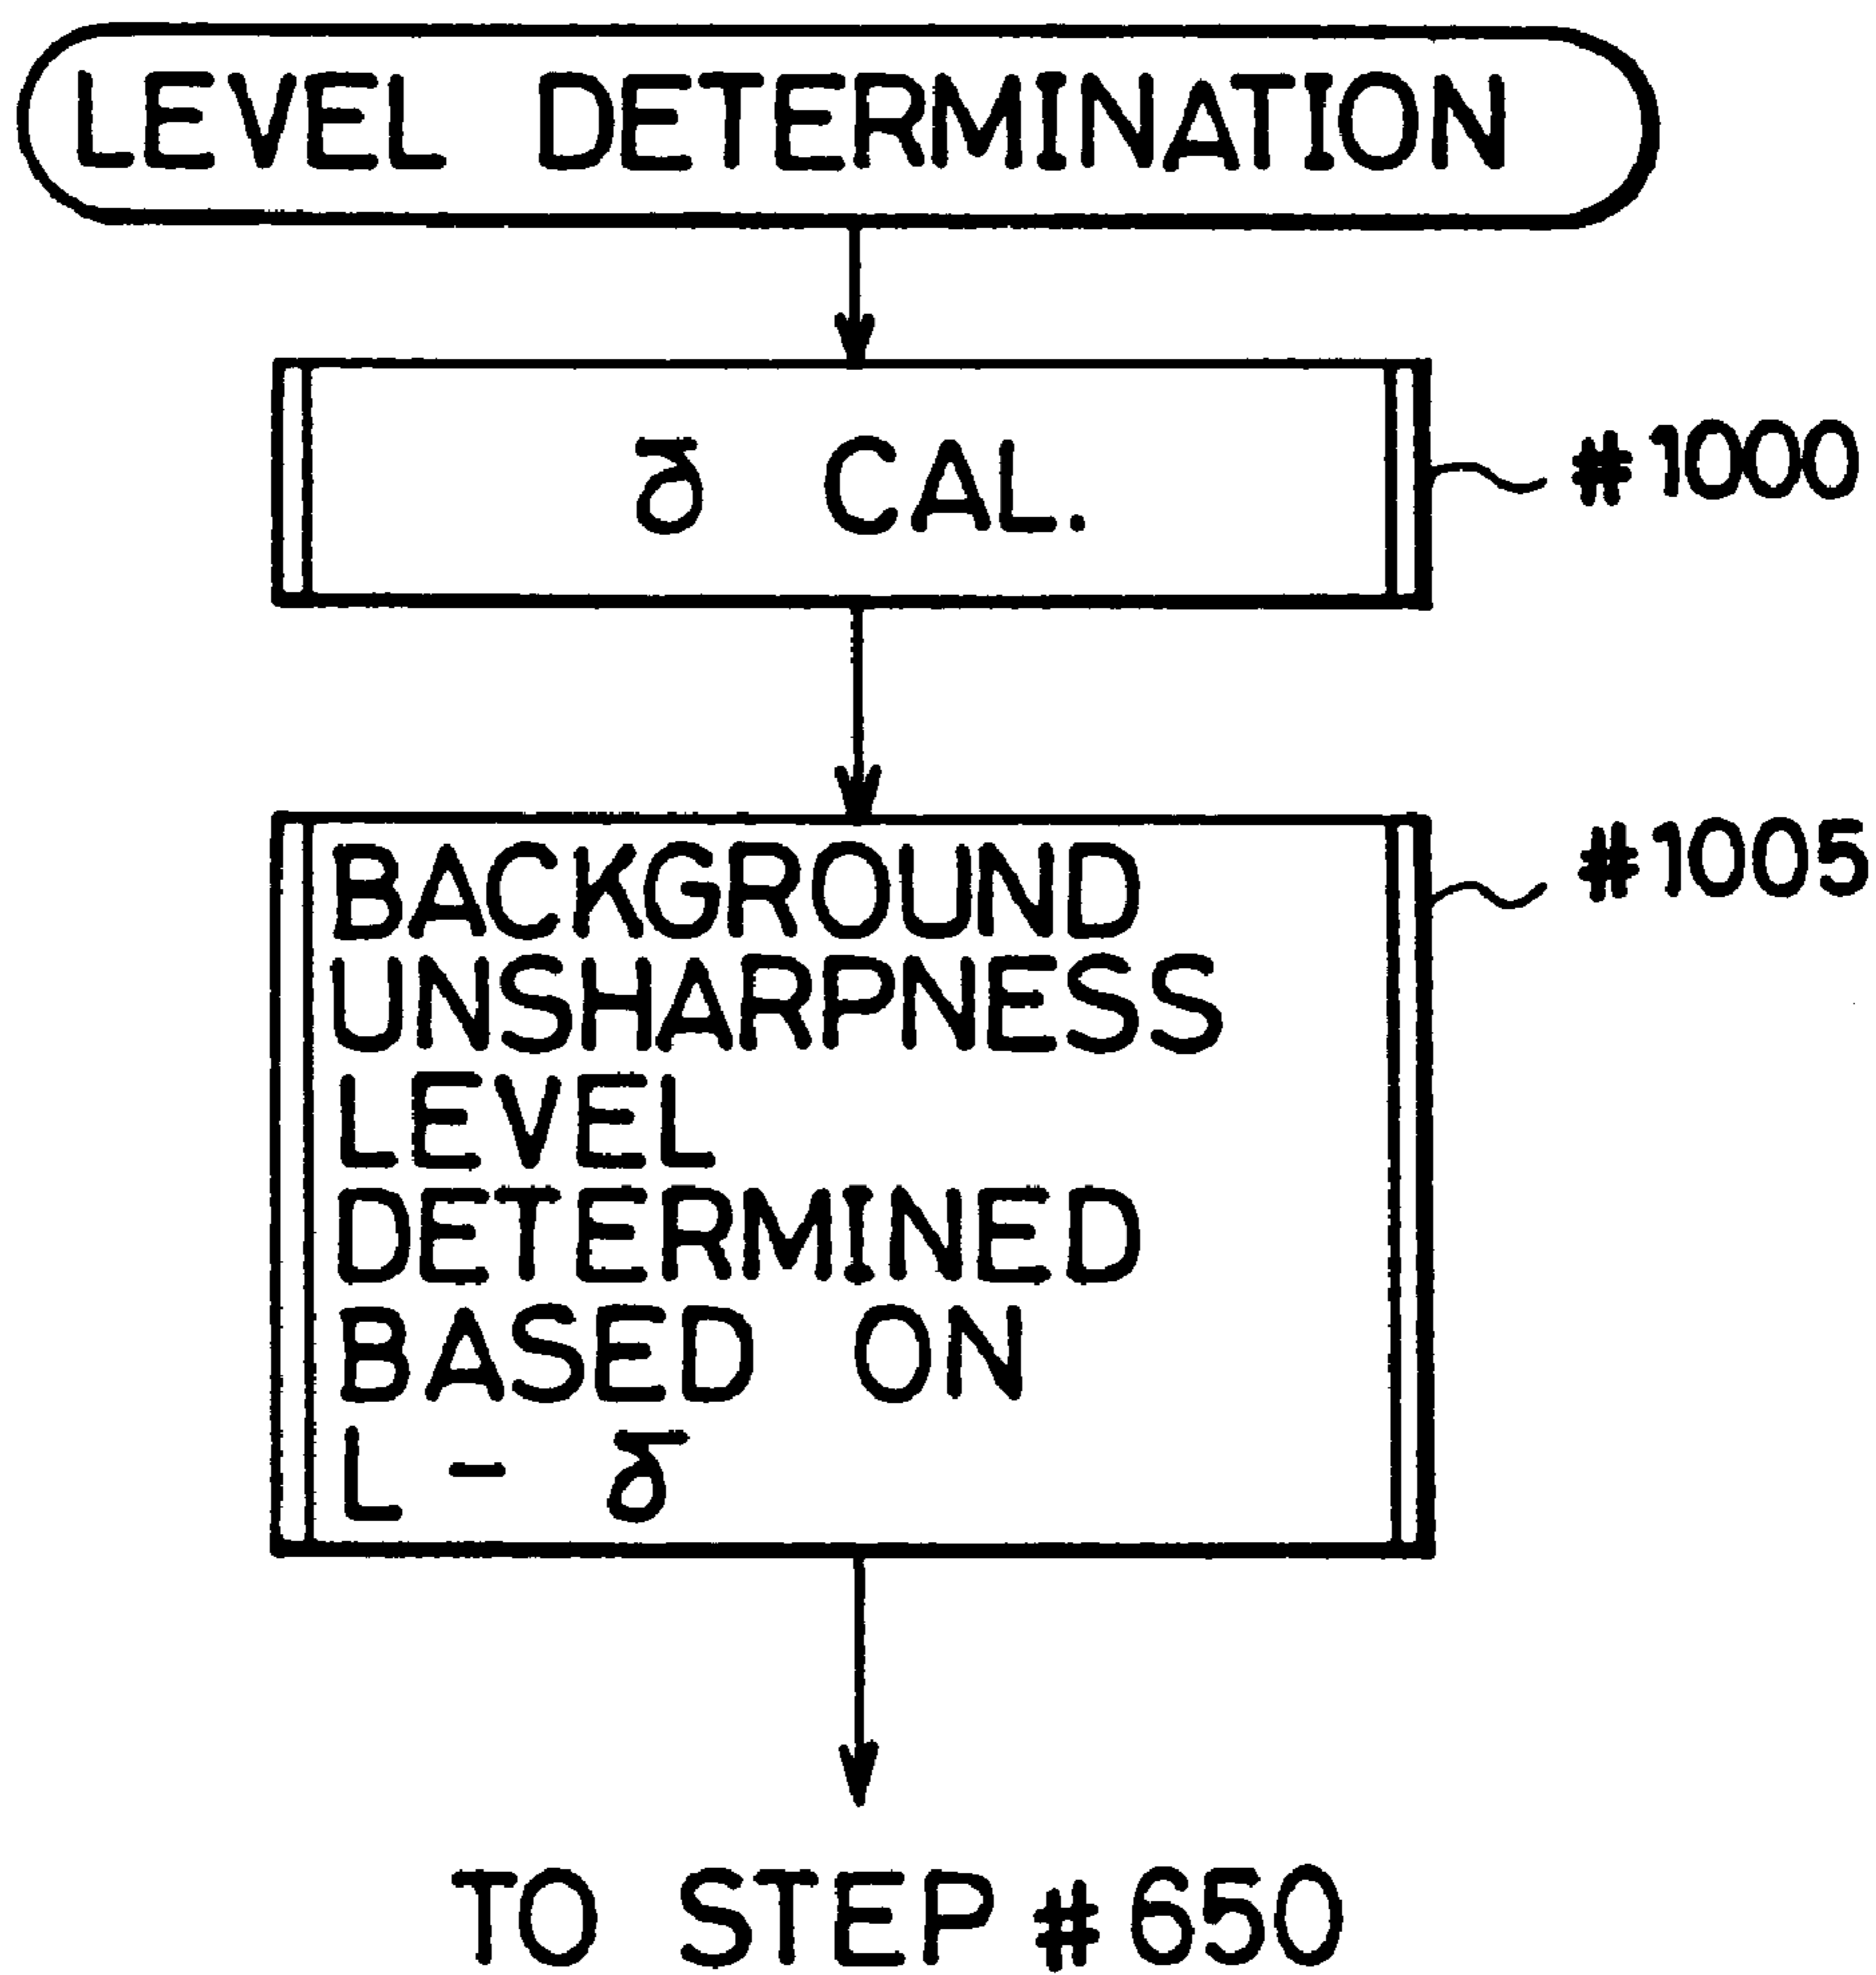 LEVEL DETERMINATION
δ CAL.
#1000
#1005
BACKGROUND
UNSHARPNESS
LEVEL
DETERMINED
BASED ON
L - δ
TO STEP #650